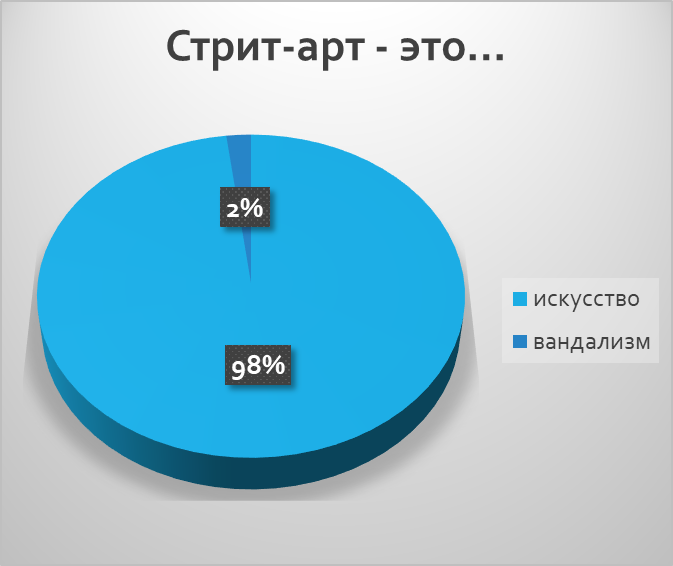 Стрит-арт - это...
2%
98%
искусство
вандализм